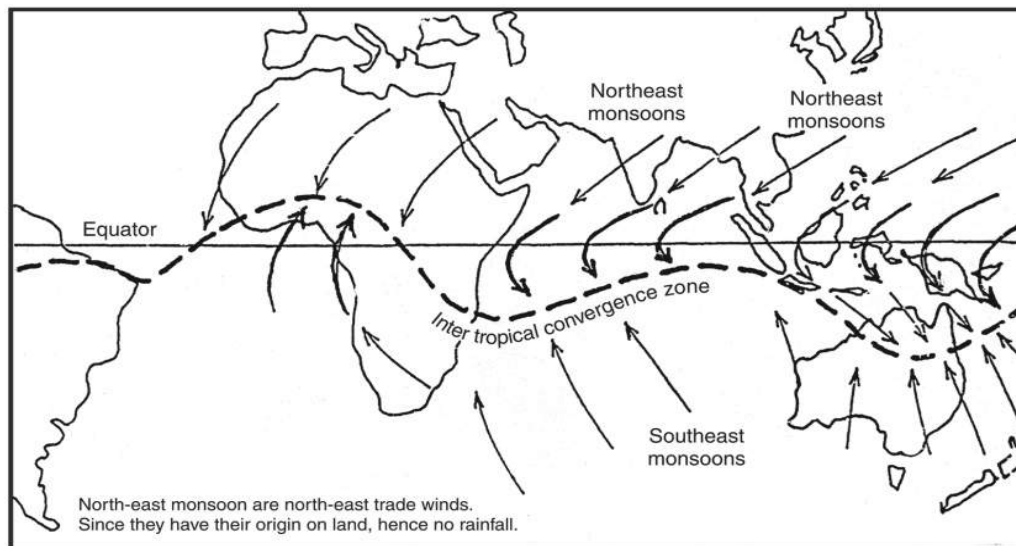 Northeast
monsoons
Northeast
monsoons
Equator
Inter tropical convergence zone
Southeast
monsoons
North-east monsoon are north-east trade winds.
Since they have their origin on land, hence no rainfall.